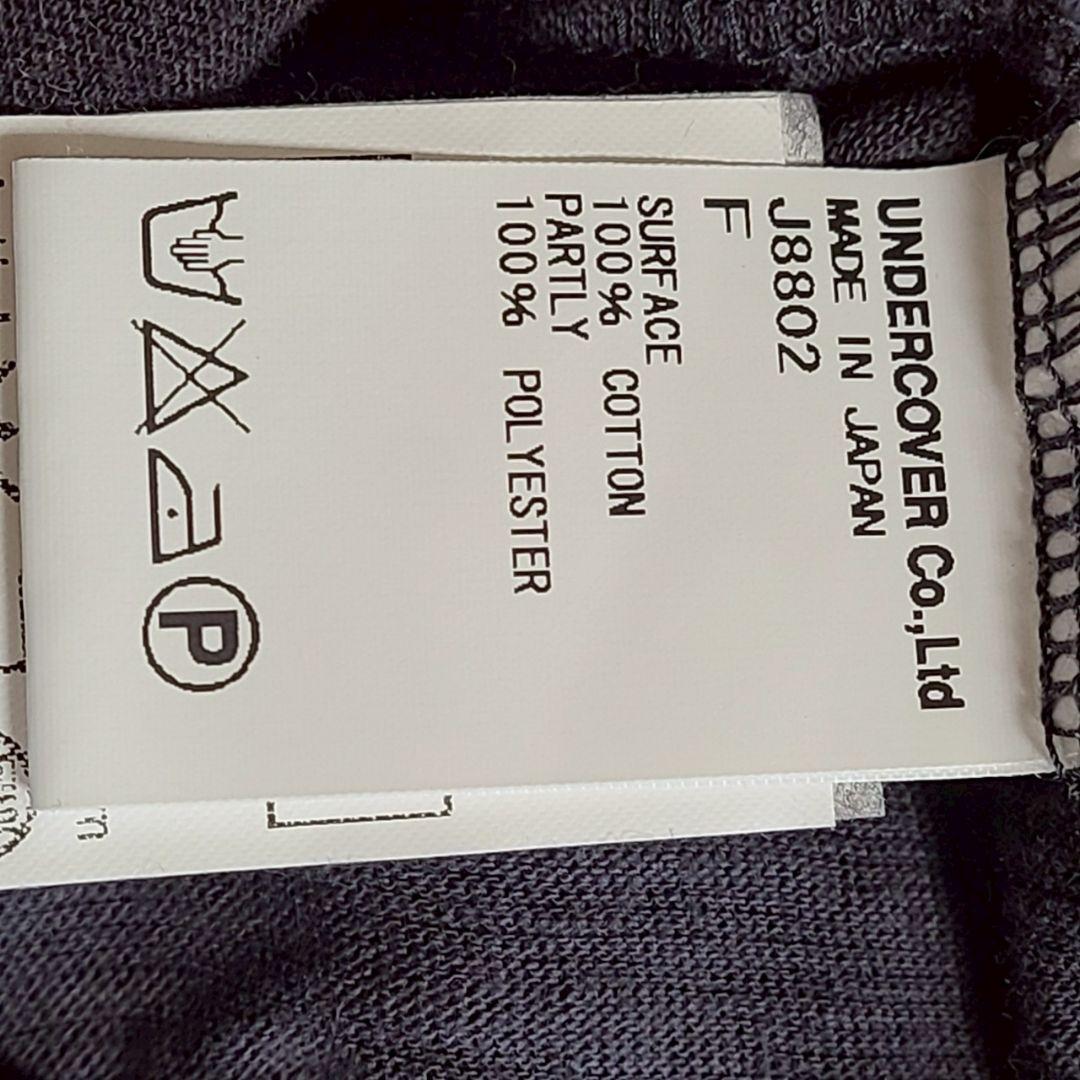 UNDERCOVER Co.,Ltd
MADE IN JAPAN
J8802
F
SURFACE
100% COTTON
PARTLY
100% POLYESTER
P